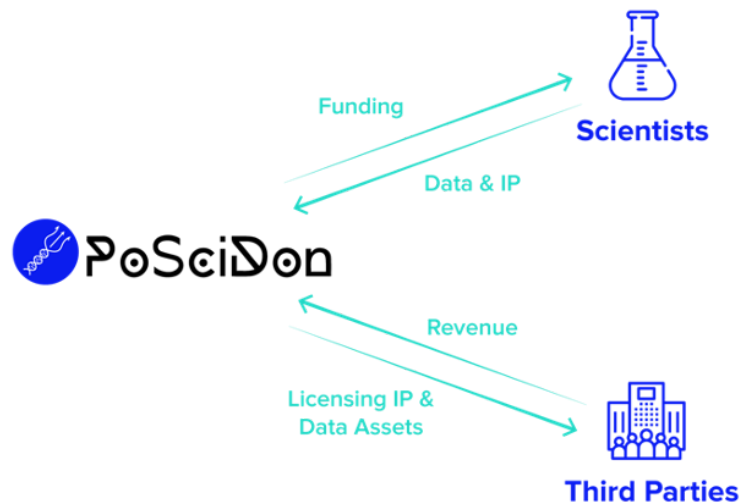 Funding
Scientists
Data & IP
PoSciDon
Revenue
Licensing IP &
Data Assets
Third Parties